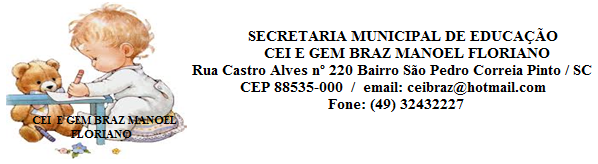 SECRETARIA MUNICIPAL DE EDUCAÇÃO
CEI E GEM BRAZ MANOEL FLORIANO
Rua Castro Alves nº 220 Bairro São Pedro Correia Pinto / SC
CEP 88535-000 / email: ceibraz@hotmail.com
Fone: (49) 32432227
CEI E GEM BRAZ MANOEL
FLORIANO